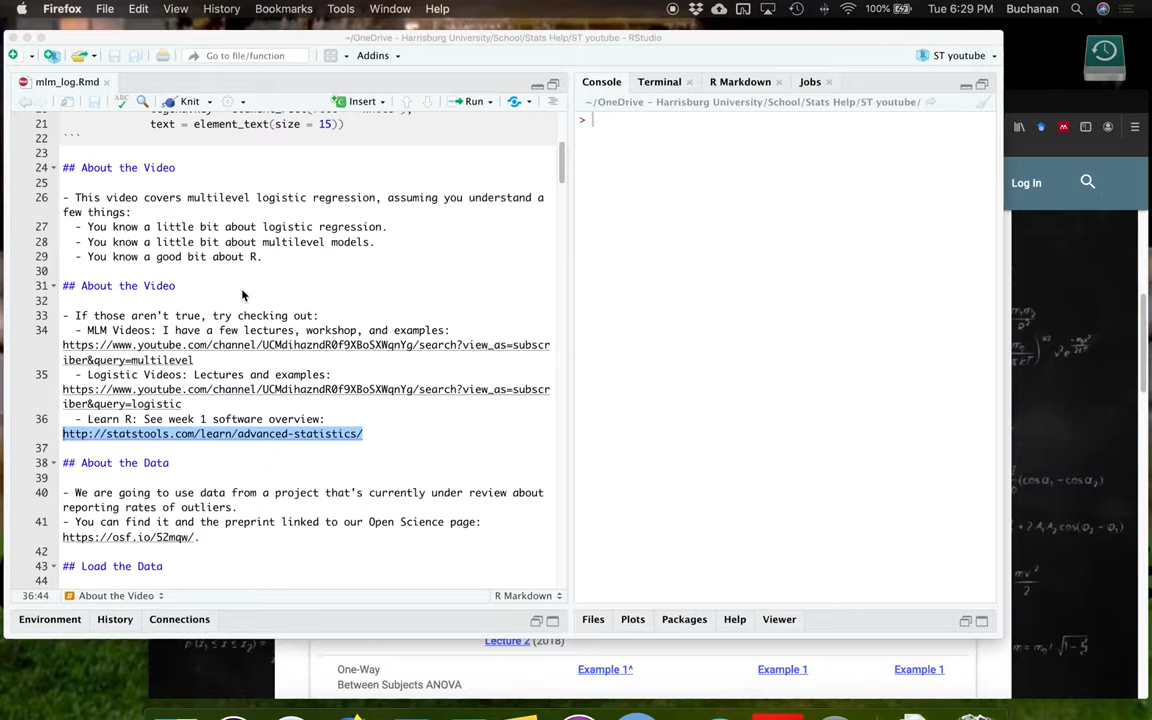 Firefox File Edit View History Bookmarks Tools Window Help 100% Tue 6:29 PM Buchanan
~/OneDrive - Harrisburg University/School/Stats Help/ST youtube - RStudio
Go to file/function Addins ST youtube
mlm_log.Rmd
Knit Insert Run
21 text = element_text(size = 15))
22 ```
23
24 ## About the Video
25
26 - This video covers multilevel logistic regression, assuming you understand a
few things:
27 - You know a little bit about logistic regression.
28 - You know a little bit about multilevel models.
29 - You know a good bit about R.
30
31 ## About the Video
32
33 - If those aren't true, try checking out:
34 - MLM Videos: I have a few lectures, workshop, and examples:
https://www.youtube.com/channel/UCMdihazndR0f9XBoSXWqnYg/search?view_as=subscr
iber&query=multilevel
35 - Logistic Videos: Lectures and examples:
https://www.youtube.com/channel/UCMdihazndR0f9XBoSXWqnYg/search?view_as=subscr
iber&query=logistic
36 - Learn R: See week 1 software overview:
http://statstools.com/learn/advanced-statistics/
37
38 ## About the Data
39
40 - We are going to use data from a project that's currently under review about
reporting rates of outliers.
41 - You can find it and the preprint linked to our Open Science page:
https://osf.io/52mqw/.
42
43 ## Load the Data
44
36:44 About the Video R Markdown
Environment History Connections
Console Terminal R Markdown Jobs
~/OneDrive - Harrisburg University/School/Stats Help/ST youtube/
>
Files Plots Packages Help Viewer
Log In
Lecture 2 (2018)
One-Way
Between Subjects ANOVA
Example 1^ Example 1 Example 1